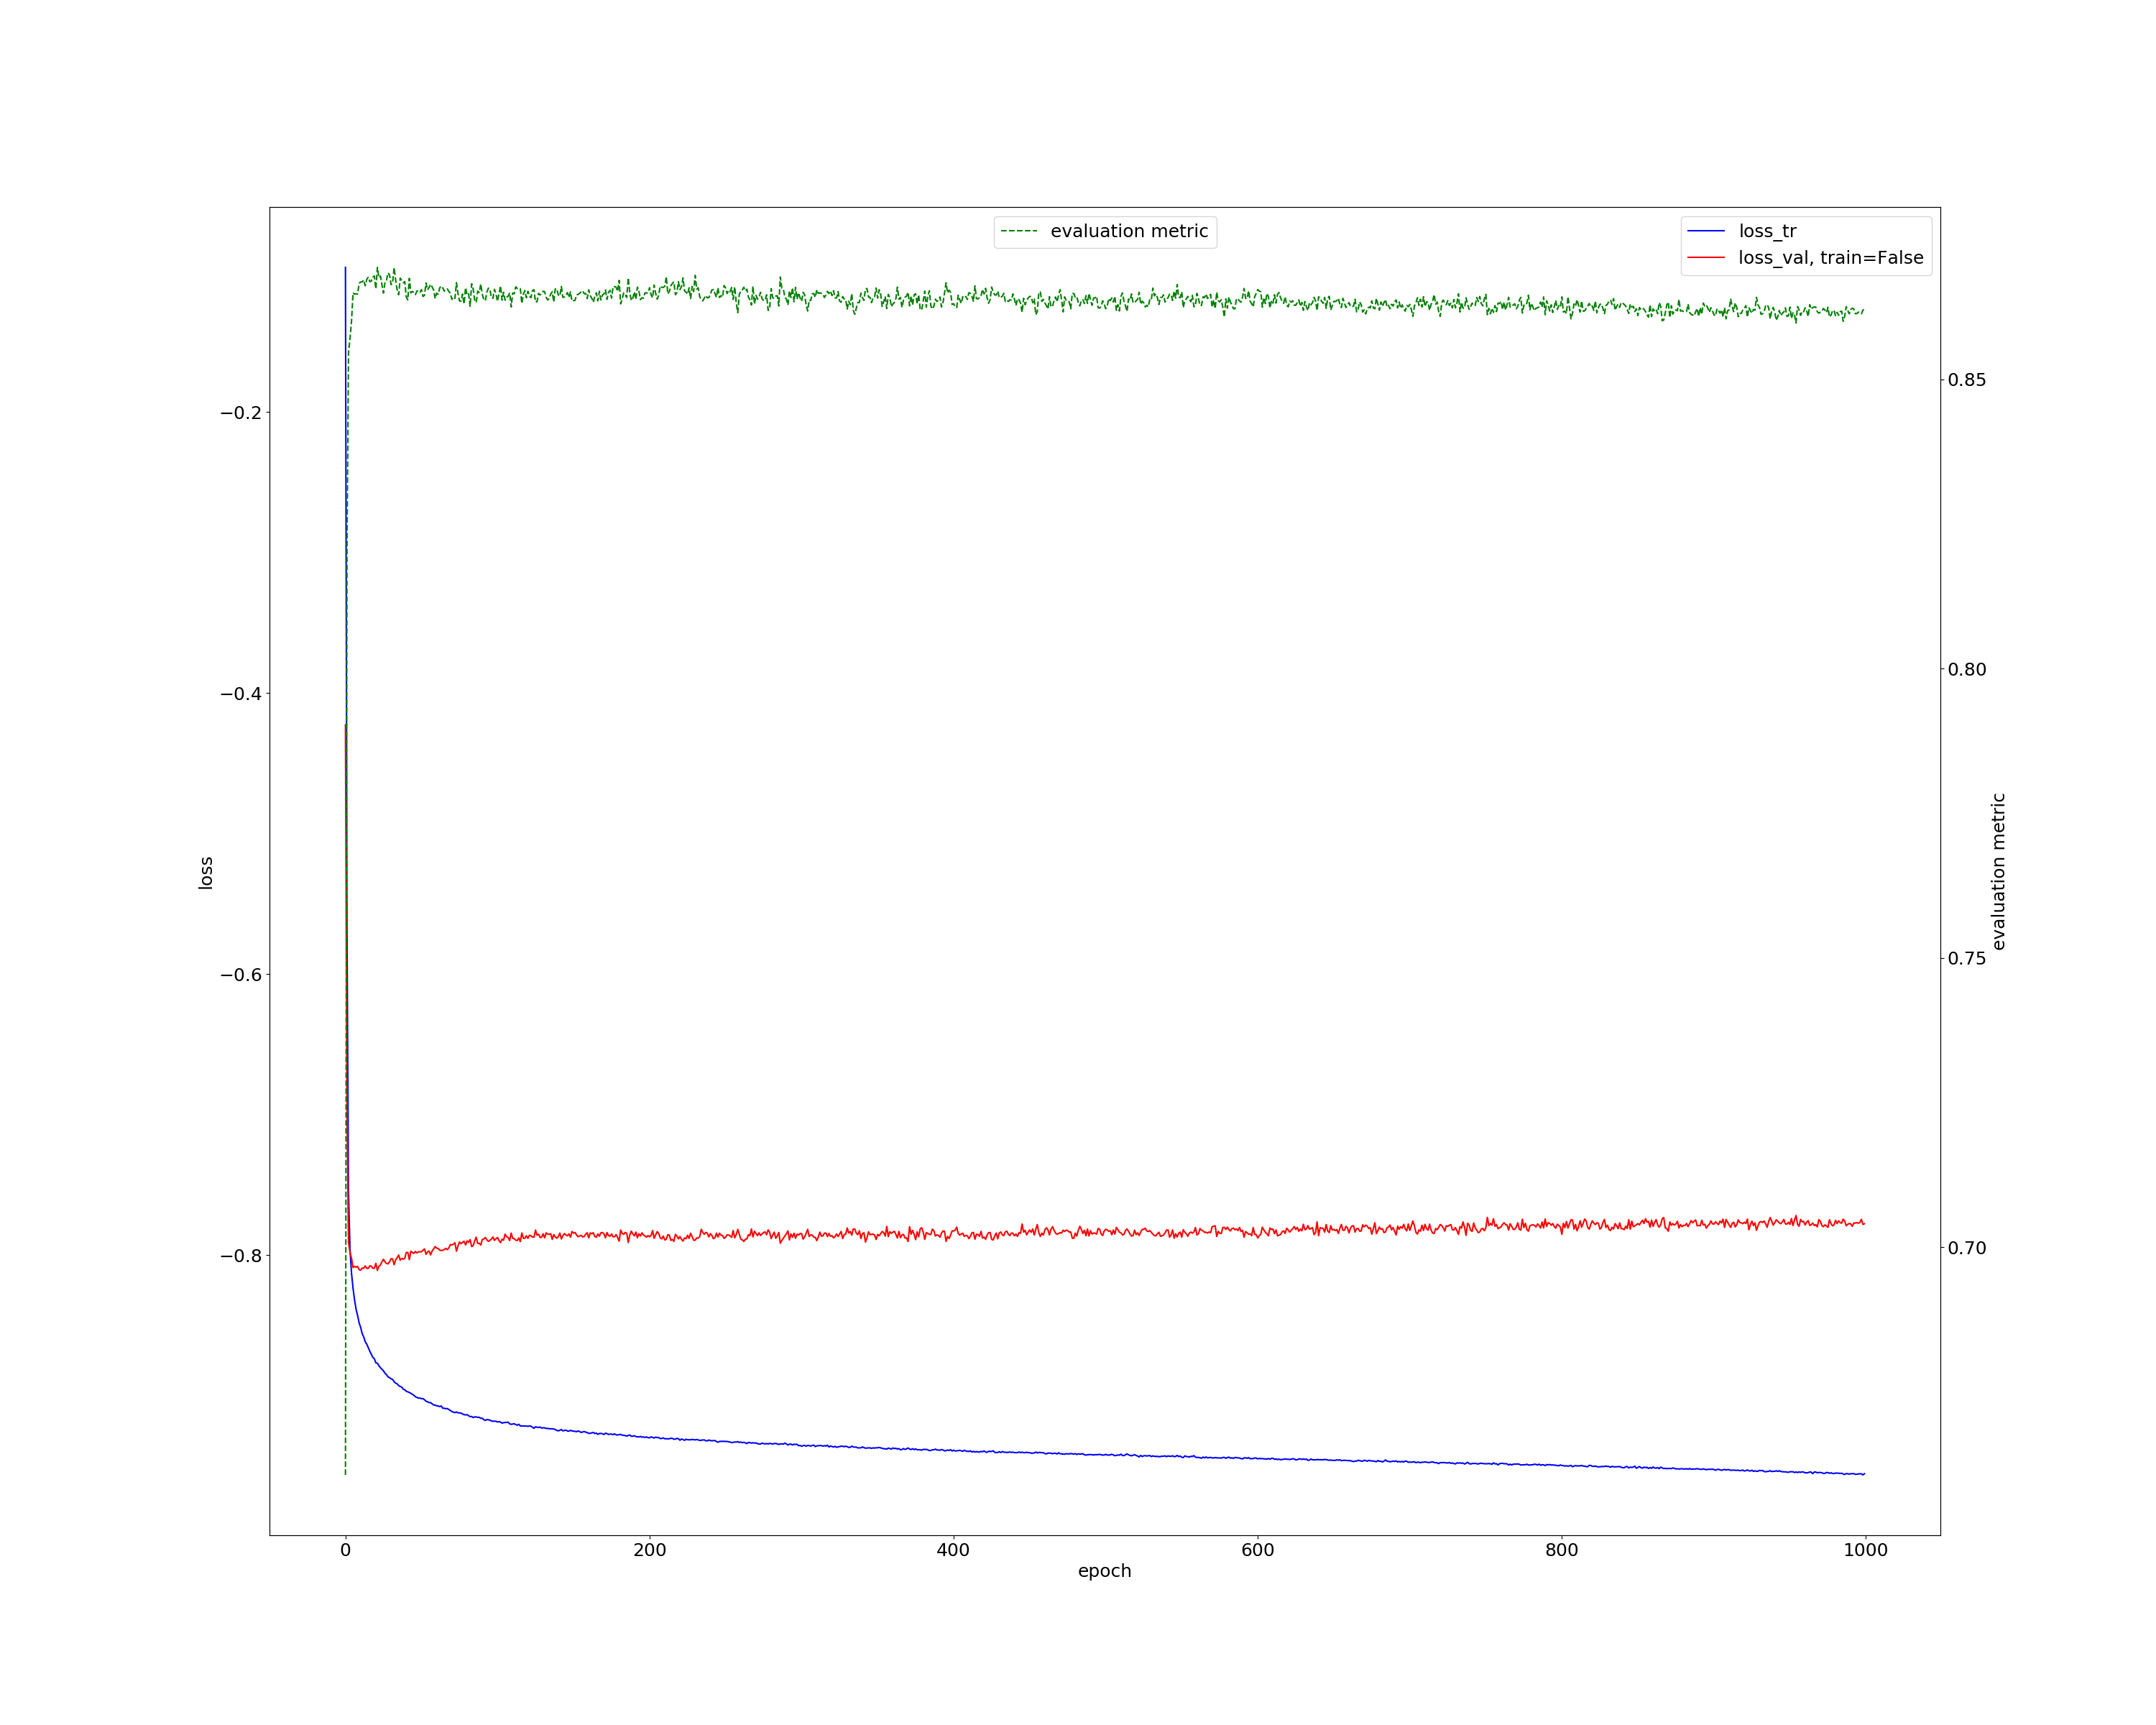 evaluation metric
loss_tr
loss_val, train=False
−0.2
−0.4
−0.6
−0.8
loss
0.85
0.80
0.75
0.70
evaluation metric
0 200 400 600 800 1000
epoch